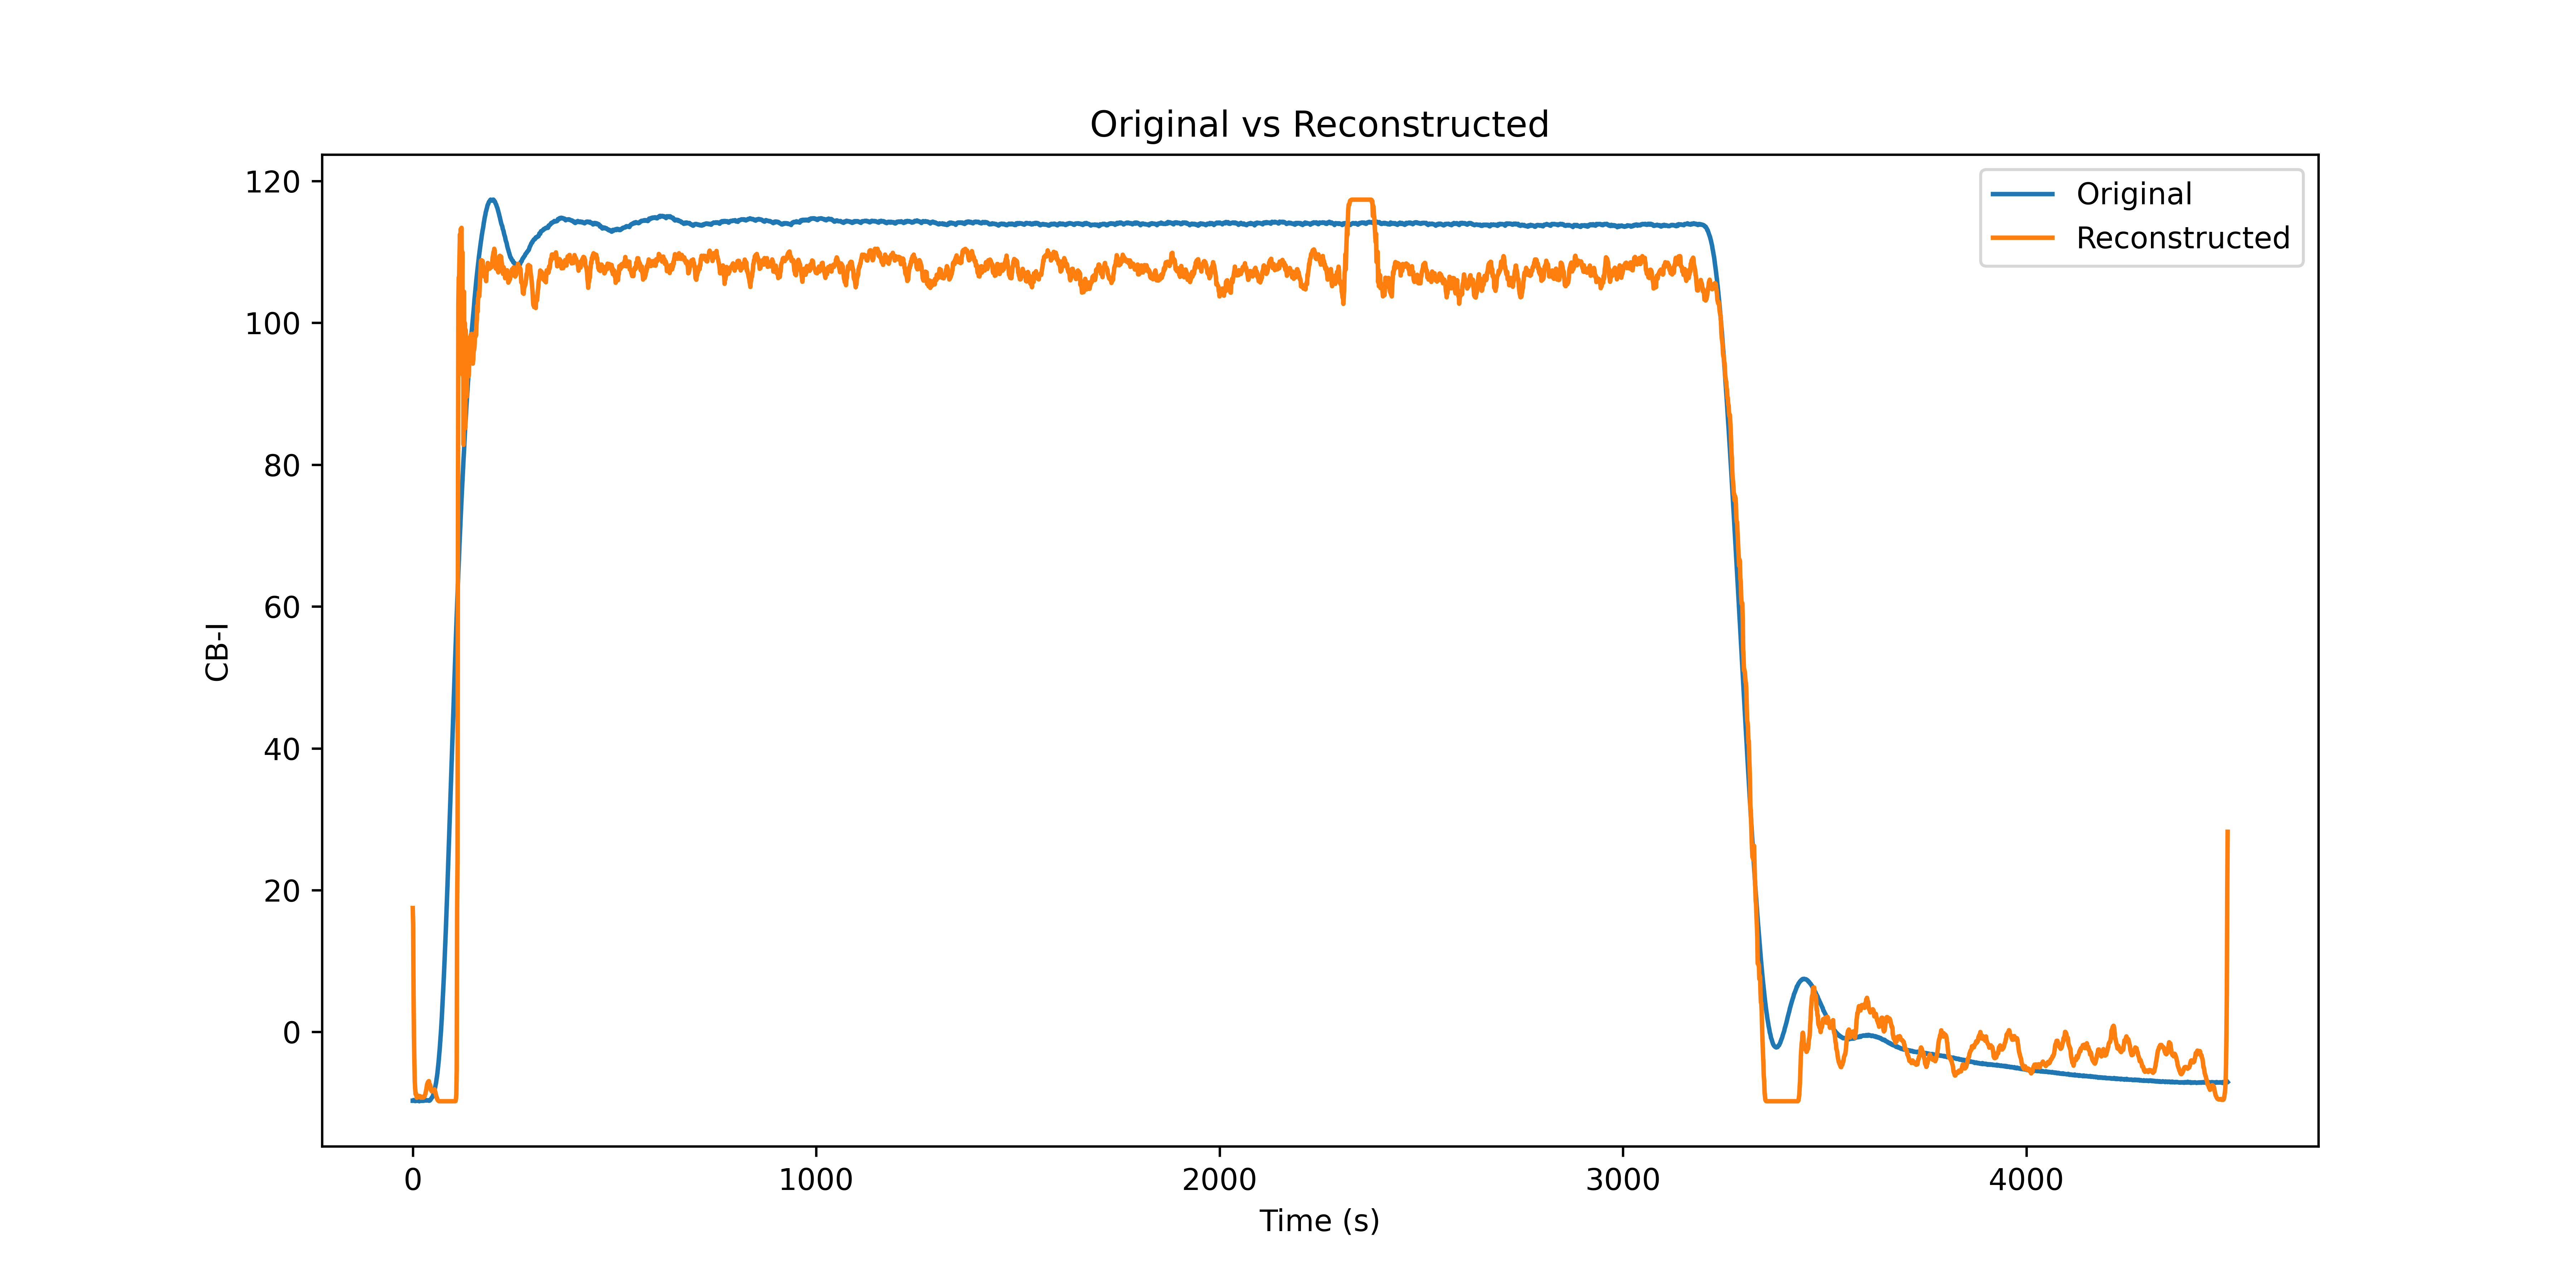 Original vs Reconstructed
Original
Reconstructed
120
100
80
60
40
20
0
CB-I
0 1000 2000 3000 4000
Time (s)